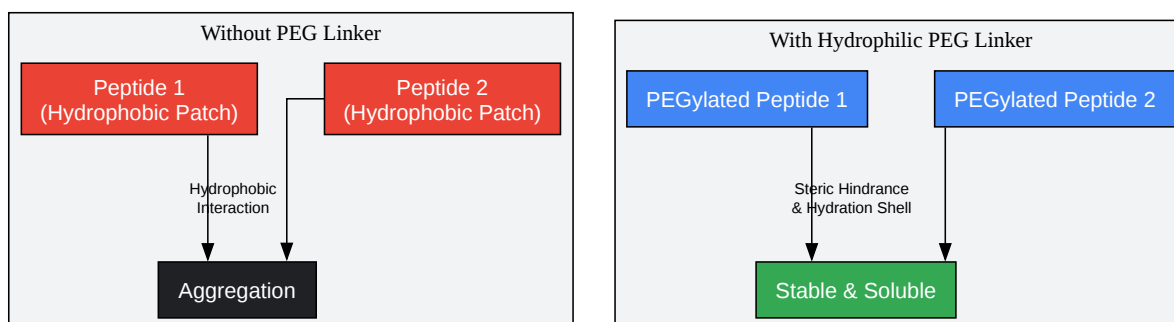 Without PEG Linker
Peptide 1
(Hydrophobic Patch)
Peptide 2
(Hydrophobic Patch)
Hydrophobic
Interaction
Aggregation
With Hydrophilic PEG Linker
PEGylated Peptide 1
PEGylated Peptide 2
Steric Hindrance
& Hydration Shell
Stable & Soluble